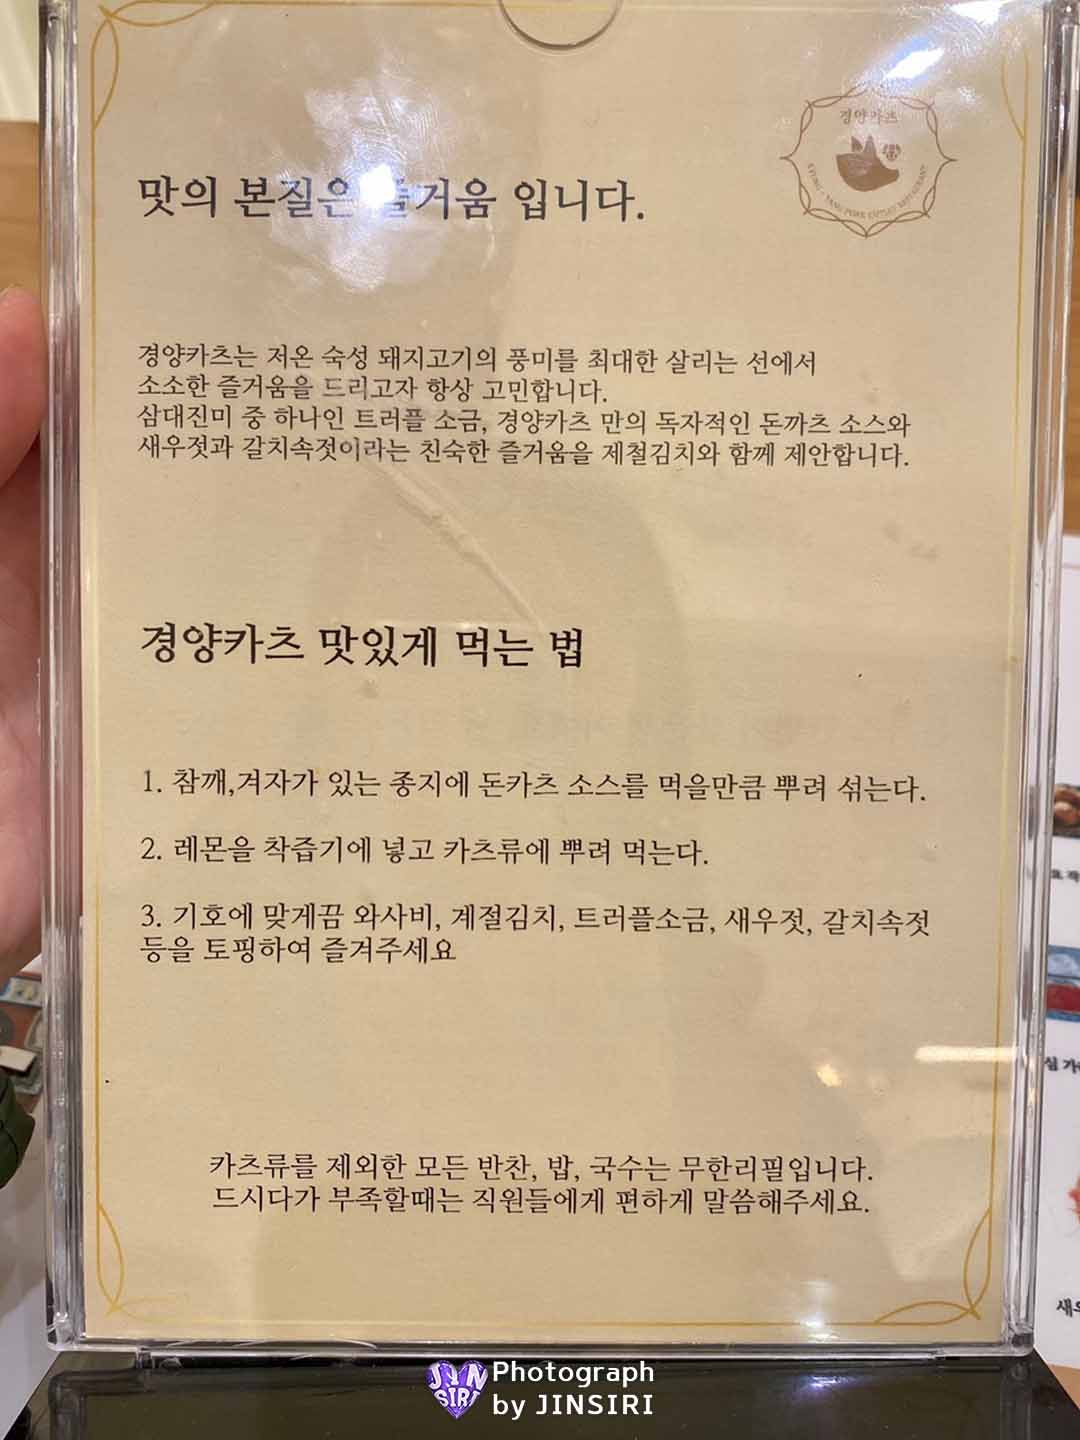 경양카츠
맛의 본질은 즐거움 입니다.
경양카츠는 저온 숙성 돼지고기의 풍미를 최대한 살리는 선에서
소소한 즐거움을 드리고자 항상 고민합니다.
삼대진미 중 하나인 트러플 소금, 경양카츠 만의 독자적인 돈까츠 소스와
새우젓과 갈치속젓이라는 친숙한 즐거움을 제철김치와 함께 제안합니다.
경양카츠 맛있게 먹는 법
1. 참깨,겨자가 있는 종지에 돈카츠 소스를 먹을만큼 뿌려 섞는다.
2. 레몬을 착즙기에 넣고 카츠류에 뿌려 먹는다.
3. 기호에 맞게끔 와사비, 계절김치, 트러플소금, 새우젓, 갈치속젓
등을 토핑하여 즐겨주세요
카츠류를 제외한 모든 반찬, 밥, 국수는 무한리필입니다.
드시다가 부족할때는 직원들에게 편하게 말씀해주세요.
JIN
SIRI
Photograph
by JINSIRI